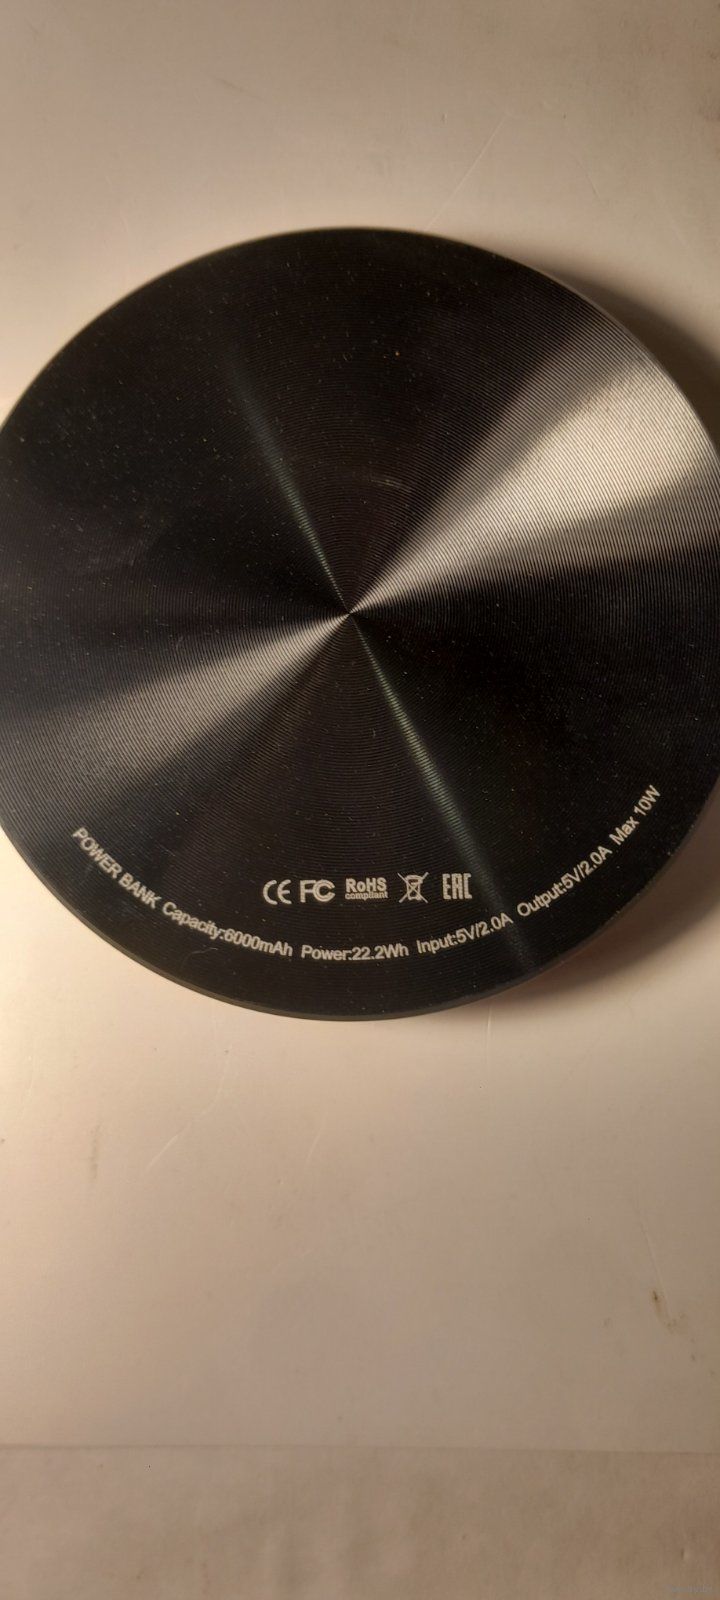 CE FC RoHS compliant EAC
POWER BANK Capacity:6000mAh Power:22.2Wh Input:5V/2.0A Output:5V/2.0A Max 10W